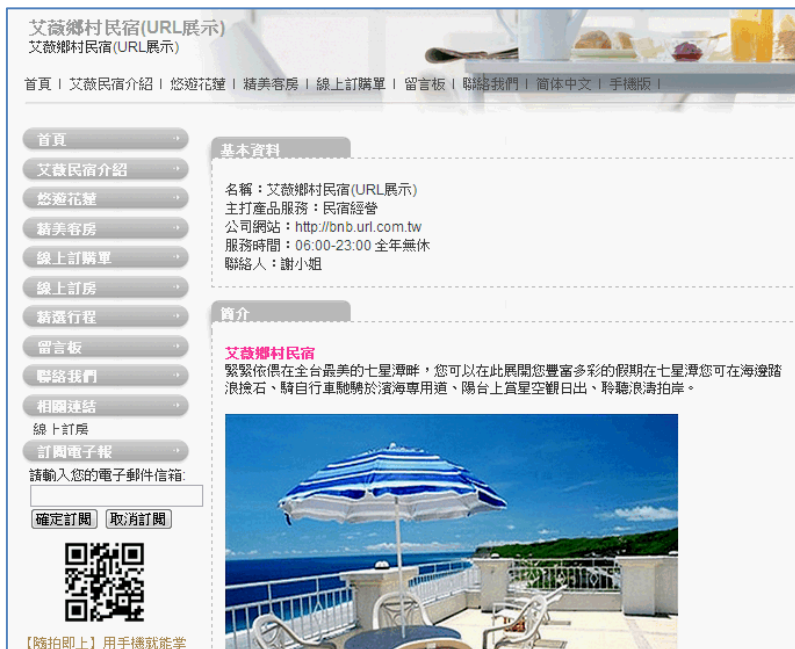 艾薇鄉村民宿(URL展示)
艾薇鄉村民宿(URL展示)
首頁 | 艾薇民宿介紹 | 悠遊花蓮 | 精美客房 | 線上訂購單 | 留言板 | 聯絡我們 | 简体中文 | 手機版 |
首頁
艾薇民宿介紹
悠遊花蓮
精美客房
線上訂購單
線上訂房
精選行程
留言板
聯絡我們
相關連結
線上訂房
訂閱電子報
請輸入您的電子郵件信箱:
確定訂閱 取消訂閱
【隨拍即上】用手機就能掌
基本資料
名稱：艾薇鄉村民宿(URL展示)
主打產品服務：民宿經營
公司網站：http://bnb.url.com.tw
服務時間：06:00-23:00 全年無休
聯絡人：謝小姐
簡介
艾薇鄉村民宿
緊緊依偎在全台最美的七星潭畔，您可以在此展開您豐富多彩的假期在七星潭您可在海邊踏
浪撿石、騎自行車馳騁於濱海專用道、陽台上賞星空觀日出、聆聽浪濤拍岸。